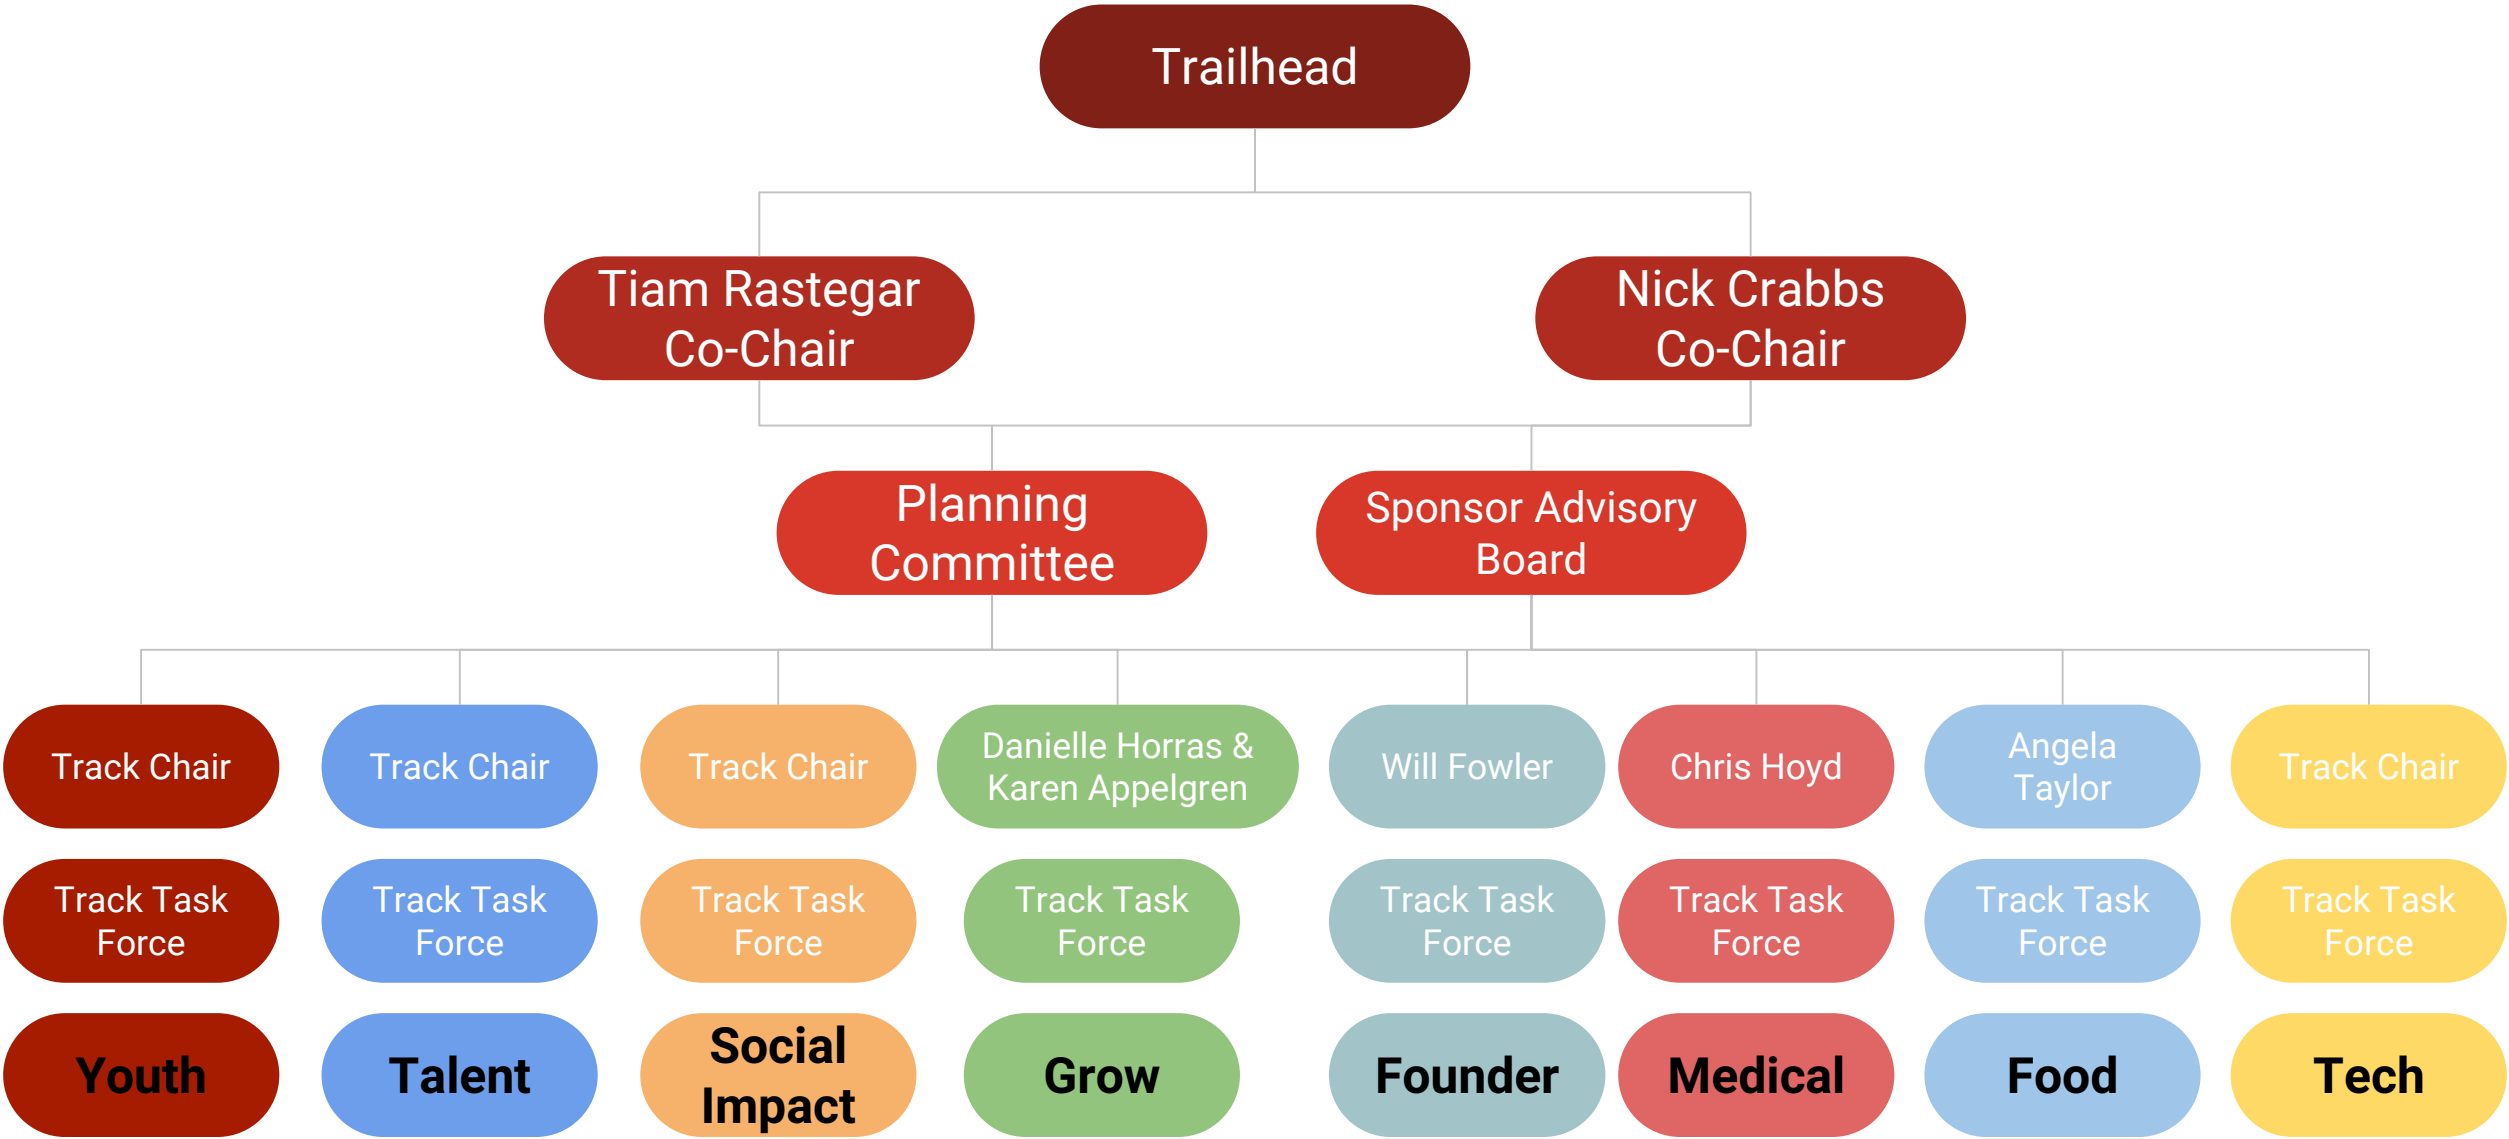 Trailhead
Tiam Rastegar
Co-Chair
Nick Crabbs
Co-Chair
Planning
Committee
Sponsor Advisory
Board
Track Chair
Track Chair
Track Chair
Danielle Horras &
Karen Appelgren
Will Fowler
Chris Hoyd
Angela
Taylor
Track Chair
Track Task
Force
Track Task
Force
Track Task
Force
Track Task
Force
Track Task
Force
Track Task
Force
Track Task
Force
Track Task
Force
Youth
Talent
Social
Impact
Grow
Founder
Medical
Food
Tech